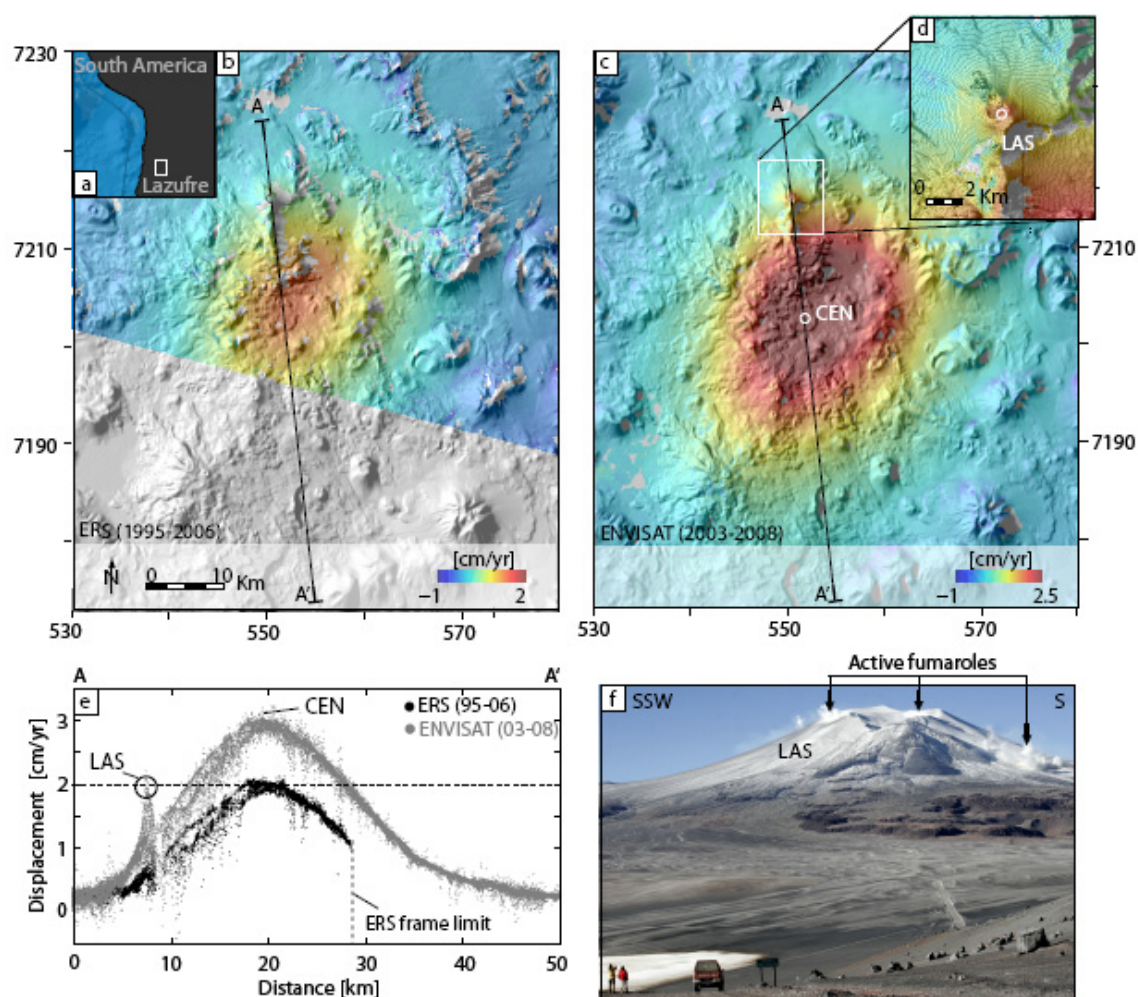 7230
7210
7190
South America
a
Lazufre
b
A
ERS (1995-2006)
N
0 10 Km
A'
[cm/yr]
−1 2
530 550 570
c
A
d
LAS
0 2 Km
CEN
7210
7190
ENVISAT (2003-2008)
A'
[cm/yr]
−1 2.5
530 550 570
A A'
e
CEN
ERS (95-06)
ENVISAT (03-08)
LAS
3
2
1
0
Displacement [cm/yr]
ERS frame limit
0 10 20 30 40 50
Distance [km]
Active fumaroles
f SSW S
LAS